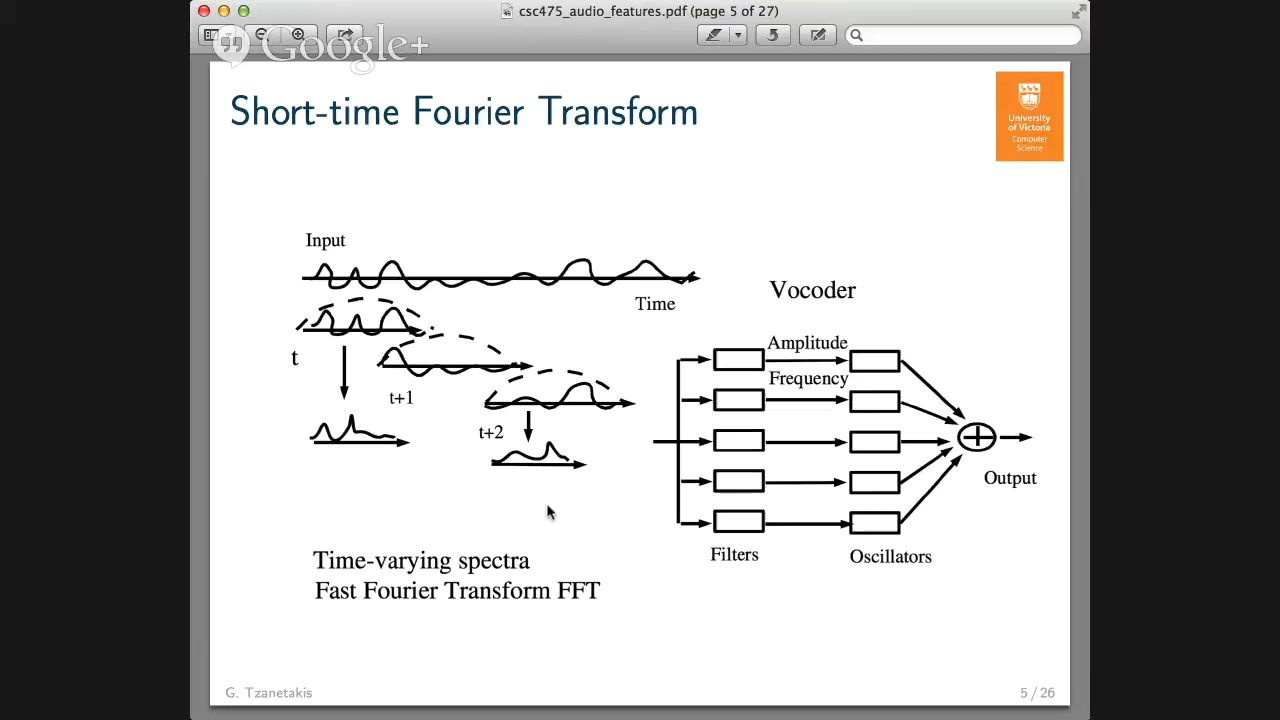 csc475_audio_features.pdf (page 5 of 27)
Google+
Short-time Fourier Transform
University
of Victoria
Computer
Science
Input
Time
t
t+1
t+2
Time-varying spectra
Fast Fourier Transform FFT
Vocoder
Amplitude
Frequency
Filters
Oscillators
Output
G. Tzanetakis
5 / 26